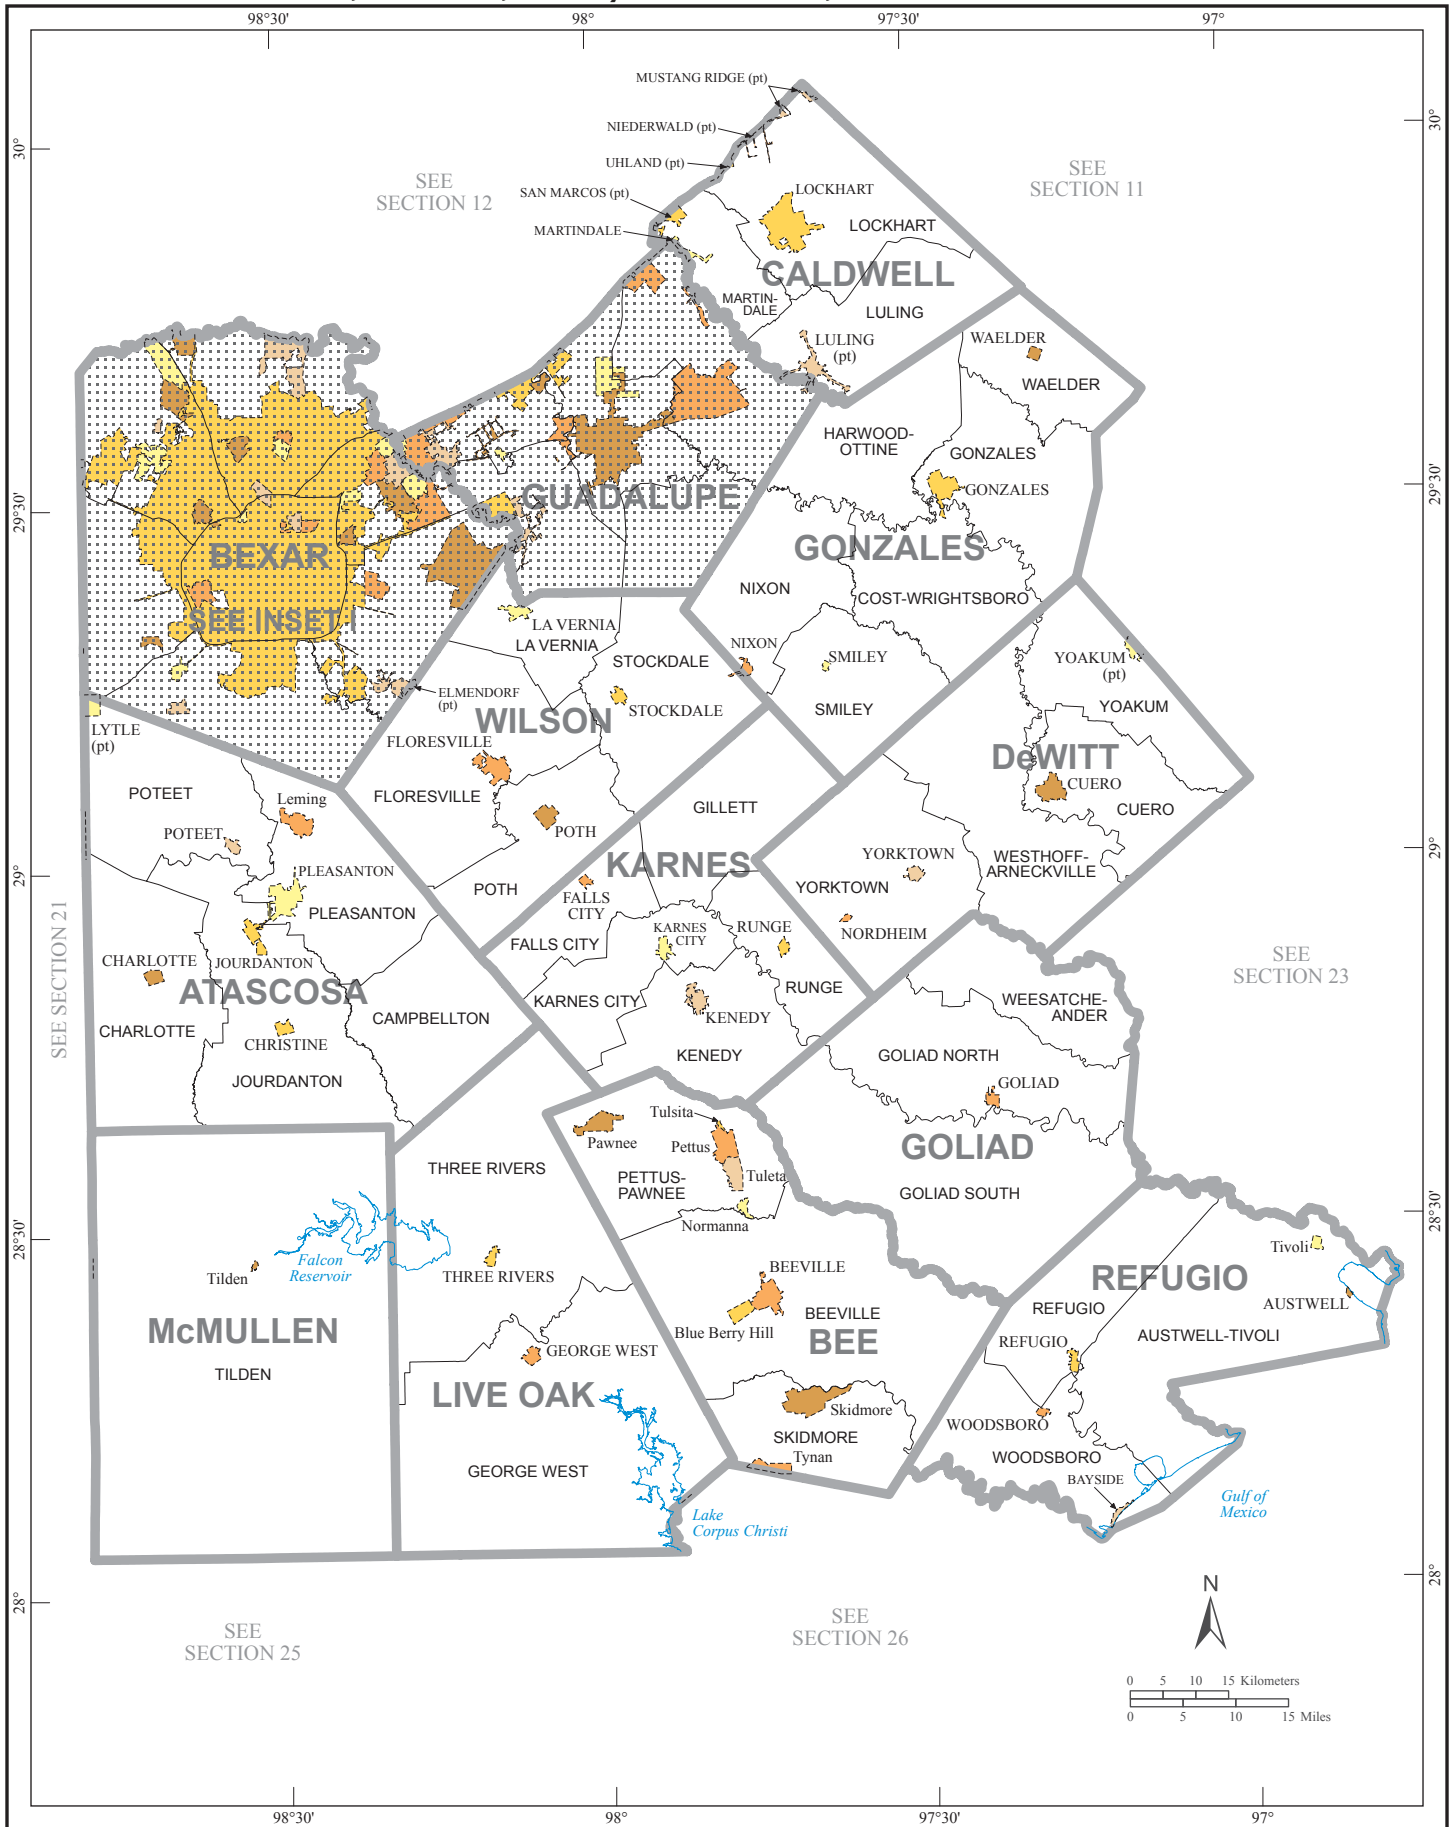 98°30'
98°
97°30'
97°
30°
29°30'
29°
28°30'
28°
30°
29°30'
29°
28°30'
28°
MUSTANG RIDGE (pt)
NIEDERWALD (pt)
UHLAND (pt)
SAN MARCOS (pt)
MARTINDALE
SEE
SECTION 12
SEE
SECTION 11
LOCKHART
LOCKHART
CALDWELL
MARTIN-
DALE
LULING
LULING
(pt)
WAELDER
WAELDER
HARWOOD-
OTTINE
GONZALES
GONZALES
GUADALUPE
GONZALES
BEXAR
SEE INSET I
NIXON
COST-WRIGHTSBORO
LA VERNIA
LA VERNIA
STOCKDALE
NIXON
SMILEY
YOAKUM
(pt)
ELMENDORF
(pt)
STOCKDALE
SMILEY
YOAKUM
WILSON
LYTLE
(pt)
FLORESVILLE
DeWITT
CUERO
POTEET
Leming
FLORESVILLE
GILLETT
CUERO
POTEET
POTH
KARNES
YORKTOWN
WESTHOFF-
ARNECKVILLE
PLEASANTON
POTH
FALLS
CITY
YORKTOWN
PLEASANTON
KARNES
CITY
RUNGE
NORDHEIM
SEE SECTION 21
FALLS CITY
SEE
SECTION 23
CHARLOTTE
JOURDANTON
ATASCOSA
KARNES CITY
RUNGE
WEESATCHE-
ANDER
CHARLOTTE
CAMPBELLTON
KENEDY
CHRISTINE
KENEDY
GOLIAD NORTH
JOURDANTON
GOLIAD
Tulsita
Pawnee
Pettus
GOLIAD
THREE RIVERS
PETTUS-
PAWNEE
Tuleta
GOLIAD SOUTH
Normanna
Falcon
Reservoir
Tivoli
Tilden
THREE RIVERS
BEEVILLE
REFUGIO
REFUGIO
AUSTWELL
McMULLEN
Blue Berry Hill
BEEVILLE
BEE
REFUGIO
AUSTWELL-TIVOLI
GEORGE WEST
TILDEN
LIVE OAK
Skidmore
WOODSBORO
SKIDMORE
Tynan
WOODSBORO
GEORGE WEST
BAYSIDE
Lake
Corpus Christi
Gulf of
Mexico
N
SEE
SECTION 25
SEE
SECTION 26
0 5 10 15 Kilometers
0 5 10 15 Miles
98°30'
98°
97°30'
97°